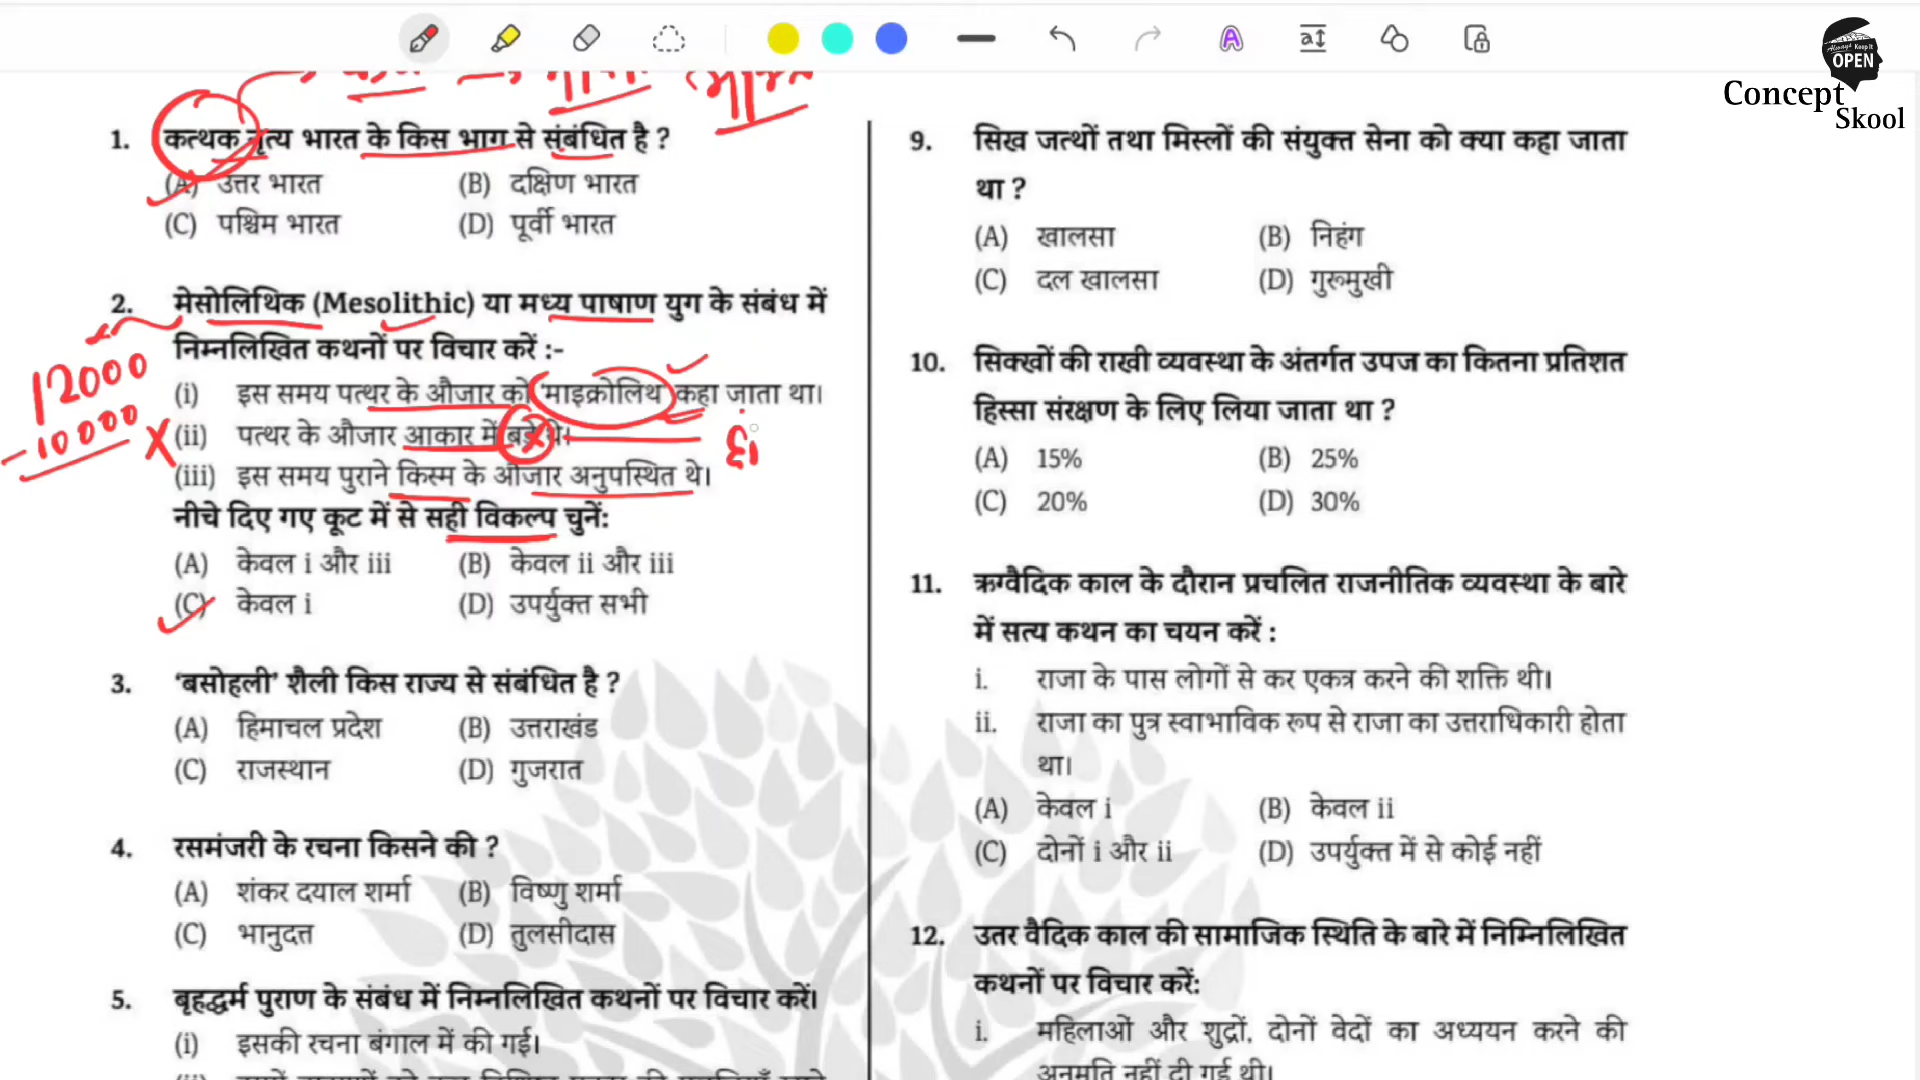 Always Keep It
OPEN
Concept
Skool
1. कत्थक नृत्य भारत के किस भाग से संबंधित है ?
(A) उत्तर भारत (B) दक्षिण भारत
(C) पश्चिम भारत (D) पूर्वी भारत
2. मेसोलिथिक (Mesolithic) या मध्य पाषाण युग के संबंध में
निम्नलिखित कथनों पर विचार करें :-
12000
-10000
(i) इस समय पत्थर के औजार को 'माइक्रोलिथ' कहा जाता था।
(ii) पत्थर के औजार आकार में बड़े थे।
(iii) इस समय पुराने किस्म के औजार अनुपस्थित थे।
नीचे दिए गए कूट में से सही विकल्प चुनें:
(A) केवल i और iii (B) केवल ii और iii
(C) केवल i (D) उपर्युक्त सभी
3. ‘बसोहली’ शैली किस राज्य से संबंधित है ?
(A) हिमाचल प्रदेश (B) उत्तराखंड
(C) राजस्थान (D) गुजरात
4. रसमंजरी के रचना किसने की ?
(A) शंकर दयाल शर्मा (B) विष्णु शर्मा
(C) भानुदत्त (D) तुलसीदास
5. बृहद्धर्म पुराण के संबंध में निम्नलिखित कथनों पर विचार करें।
(i) इसकी रचना बंगाल में की गई।
9. सिख जत्थों तथा मिस्लों की संयुक्त सेना को क्या कहा जाता
था ?
(A) खालसा (B) निहंग
(C) दल खालसा (D) गुरूमुखी
10. सिक्खों की राखी व्यवस्था के अंतर्गत उपज का कितना प्रतिशत
हिस्सा संरक्षण के लिए लिया जाता था ?
(A) 15% (B) 25%
(C) 20% (D) 30%
11. ऋग्वैदिक काल के दौरान प्रचलित राजनीतिक व्यवस्था के बारे
में सत्य कथन का चयन करें :
i. राजा के पास लोगों से कर एकत्र करने की शक्ति थी।
ii. राजा का पुत्र स्वाभाविक रूप से राजा का उत्तराधिकारी होता
था।
(A) केवल i (B) केवल ii
(C) दोनों i और ii (D) उपर्युक्त में से कोई नहीं
12. उतर वैदिक काल की सामाजिक स्थिति के बारे में निम्निलिखित
कथनों पर विचार करें:
i. महिलाओं और शुद्रों, दोनों वेदों का अध्ययन करने की
अनुमति नहीं दी गई थी।